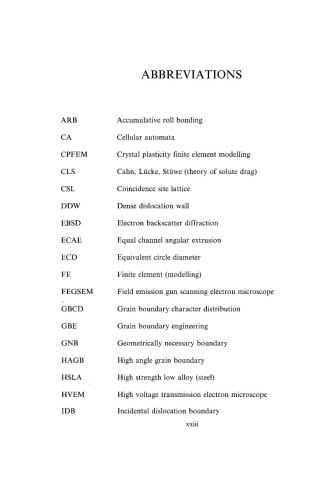 ABBREVIATIONS
ARB Accumulative roll bonding
CA Cellular automata
CPFEM Crystal plasticity finite element modelling
CLS Cahn, Lücke, Stüwe (theory of solute drag)
CSL Coincidence site lattice
DDW Dense dislocation wall
EBSD Electron backscatter diffraction
ECAE Equal channel angular extrusion
ECD Equivalent circle diameter
FE Finite element (modelling)
FEGSEM Field emission gun scanning electron microscope
GBCD Grain boundary character distribution
GBE Grain boundary engineering
GNB Geometrically necessary boundary
HAGB High angle grain boundary
HSLA High strength low alloy (steel)
HVEM High voltage transmission electron microscope
IDB Incidental dislocation boundary
xxiii